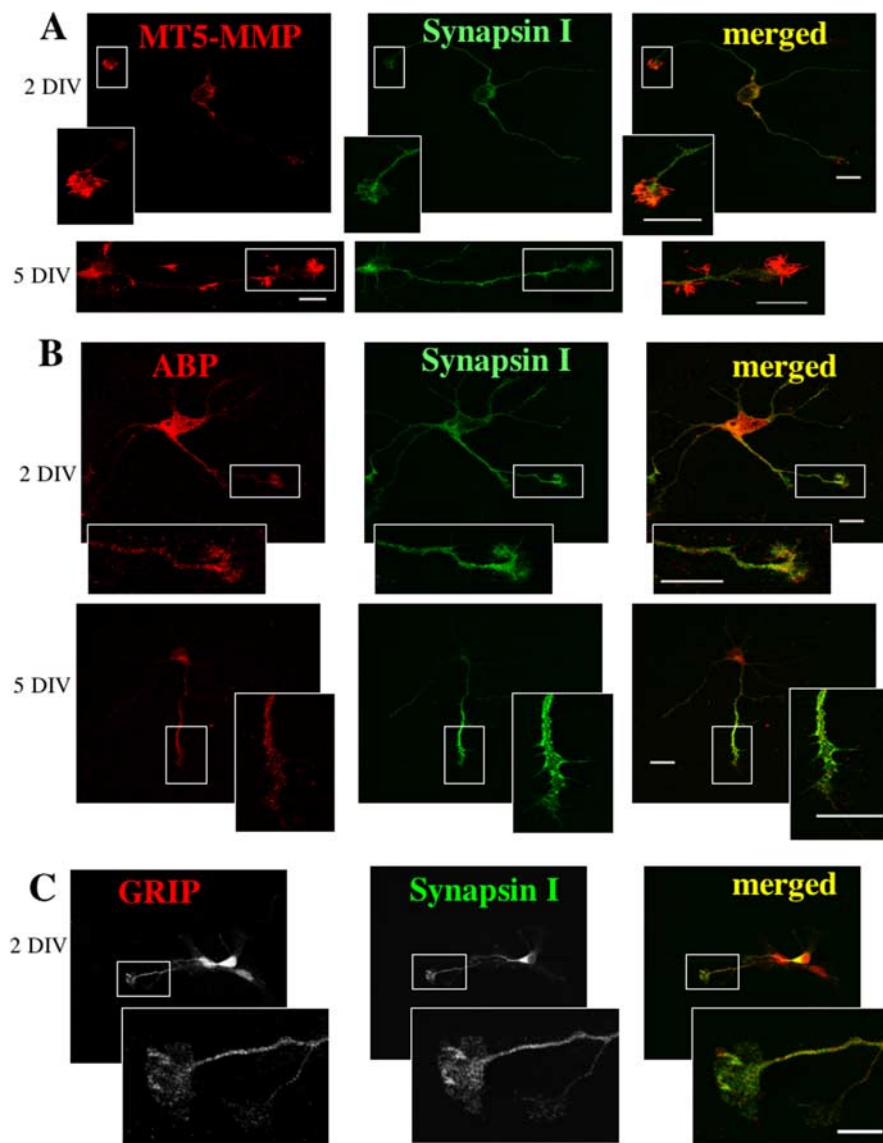 A
MT5-MMP Synapsin I merged
2 DIV
5 DIV
B
ABP Synapsin I merged
2 DIV
5 DIV
C
GRIP Synapsin I merged
2 DIV